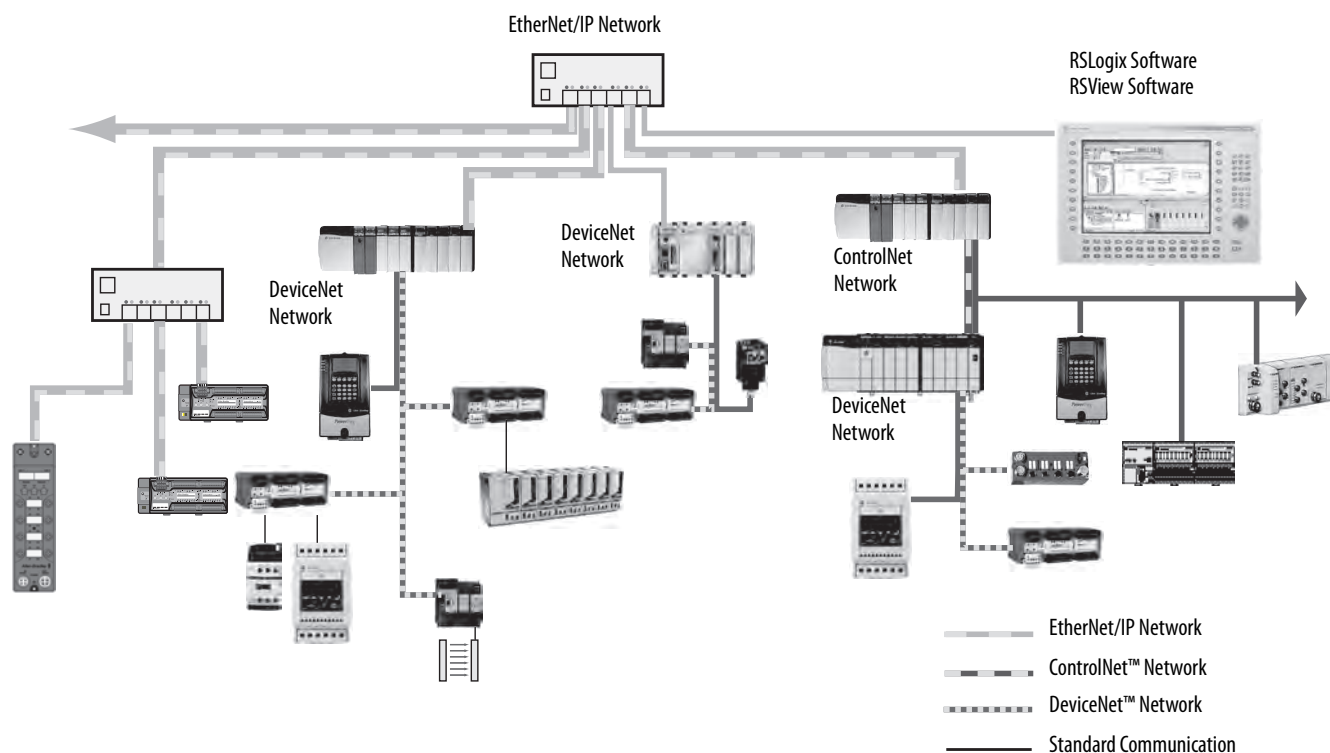 EtherNet/IP Network
RSLogix Software
RSView Software
DeviceNet
Network
ControlNet
Network
DeviceNet
Network
DeviceNet
Network
EtherNet/IP Network
ControlNet™ Network
DeviceNet™ Network
Standard Communication